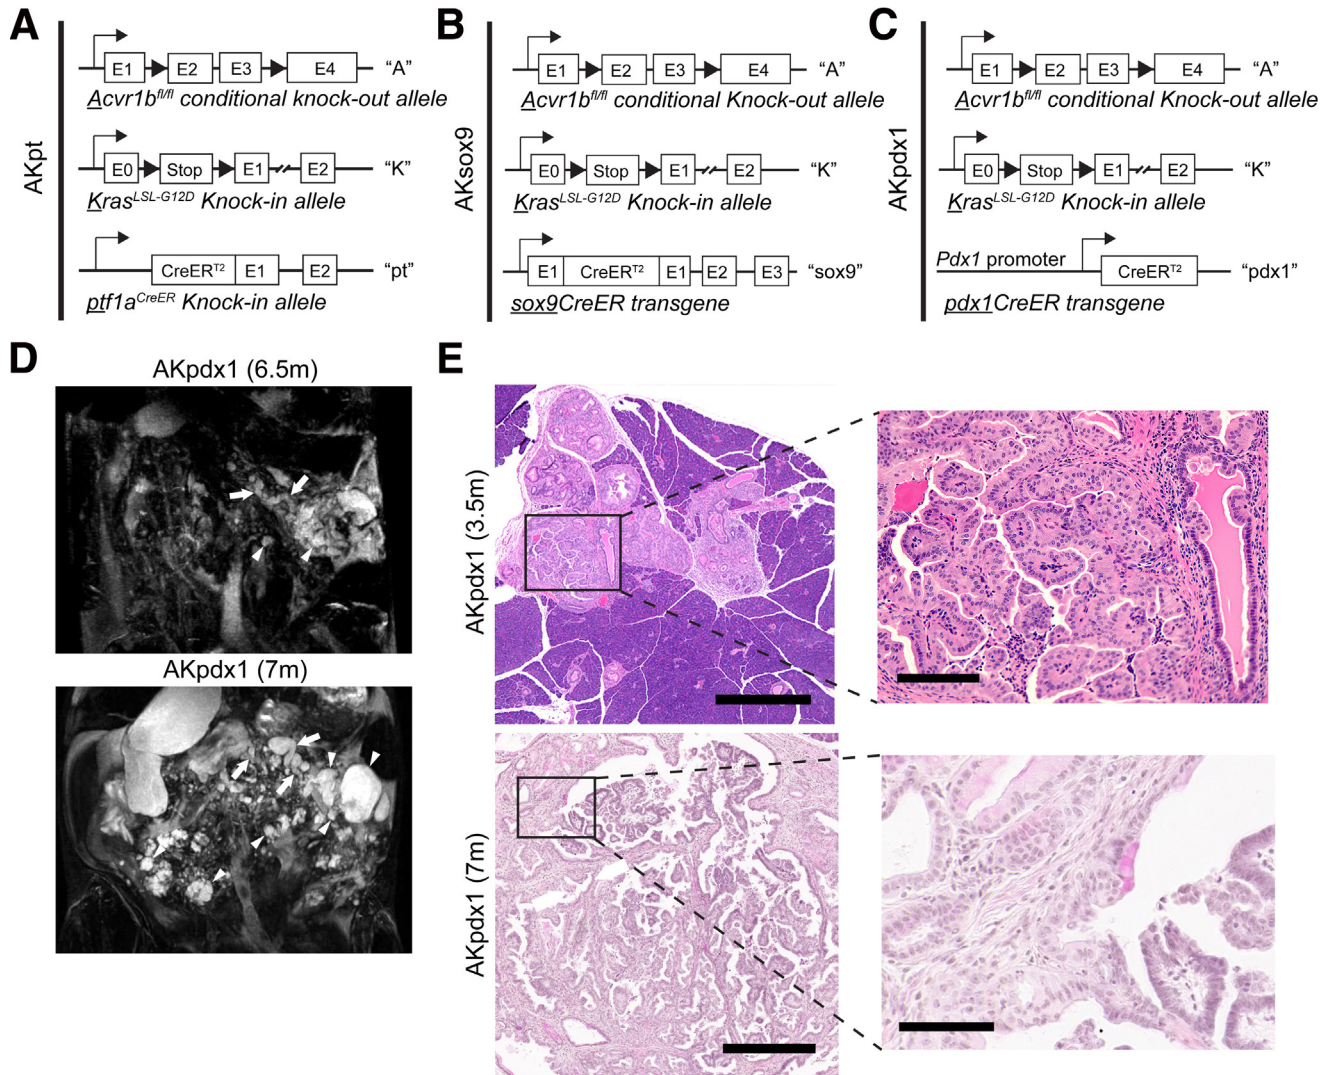 A
AKpt
E1 E2 E3 E4 “A”
Acvr1bfl/fl conditional knock-out allele
E0 Stop E1 E2 “K”
KrasLSL-G12D Knock-in allele
CreERT2 E1 E2 “pt”
ptf1aCreER Knock-in allele
B
AKsox9
E1 E2 E3 E4 “A”
Acvr1bfl/fl conditional Knock-out allele
E0 Stop E1 E2 “K”
KrasLSL-G12D Knock-in allele
E1 CreERT2 E1 E2 E3 “sox9”
sox9CreER transgene
C
AKpdx1
E1 E2 E3 E4 “A”
Acvr1bfl/fl conditional Knock-out allele
E0 Stop E1 E2 “K”
KrasLSL-G12D Knock-in allele
Pdx1 promoter CreERT2 “pdx1”
pdx1CreER transgene
D
AKpdx1 (6.5m)
AKpdx1 (7m)
E
AKpdx1 (3.5m)
AKpdx1 (7m)